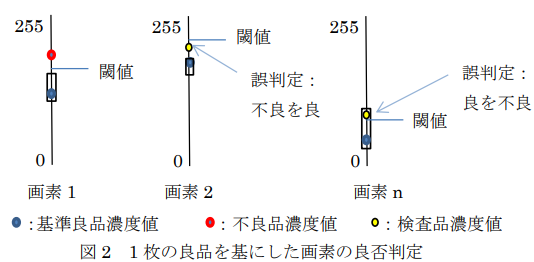 255
閾値
0
画素 1
255
閾値
誤判定：
不良を良
0
画素 2
255
誤判定：
良を不良
閾値
0
画素 n
：基準良品濃度値 ：不良品濃度値 ：検査品濃度値
図 2　1 枚の良品を基にした画素の良否判定